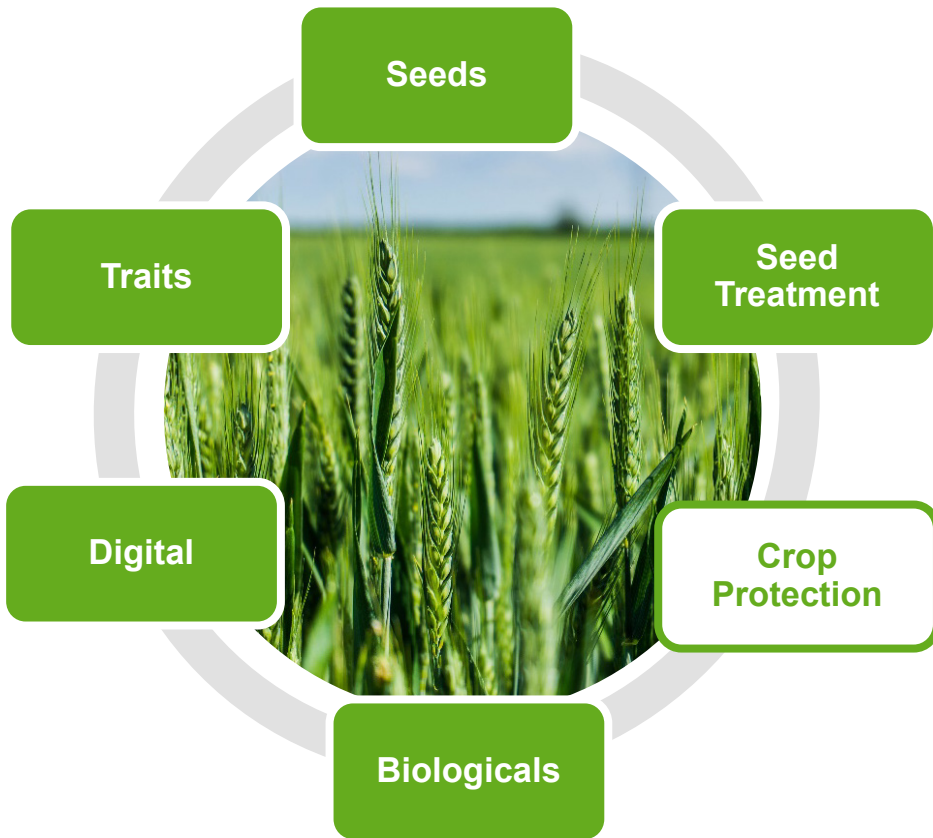 Seeds
Seed
Treatment
Crop
Protection
Biologicals
Digital
Traits